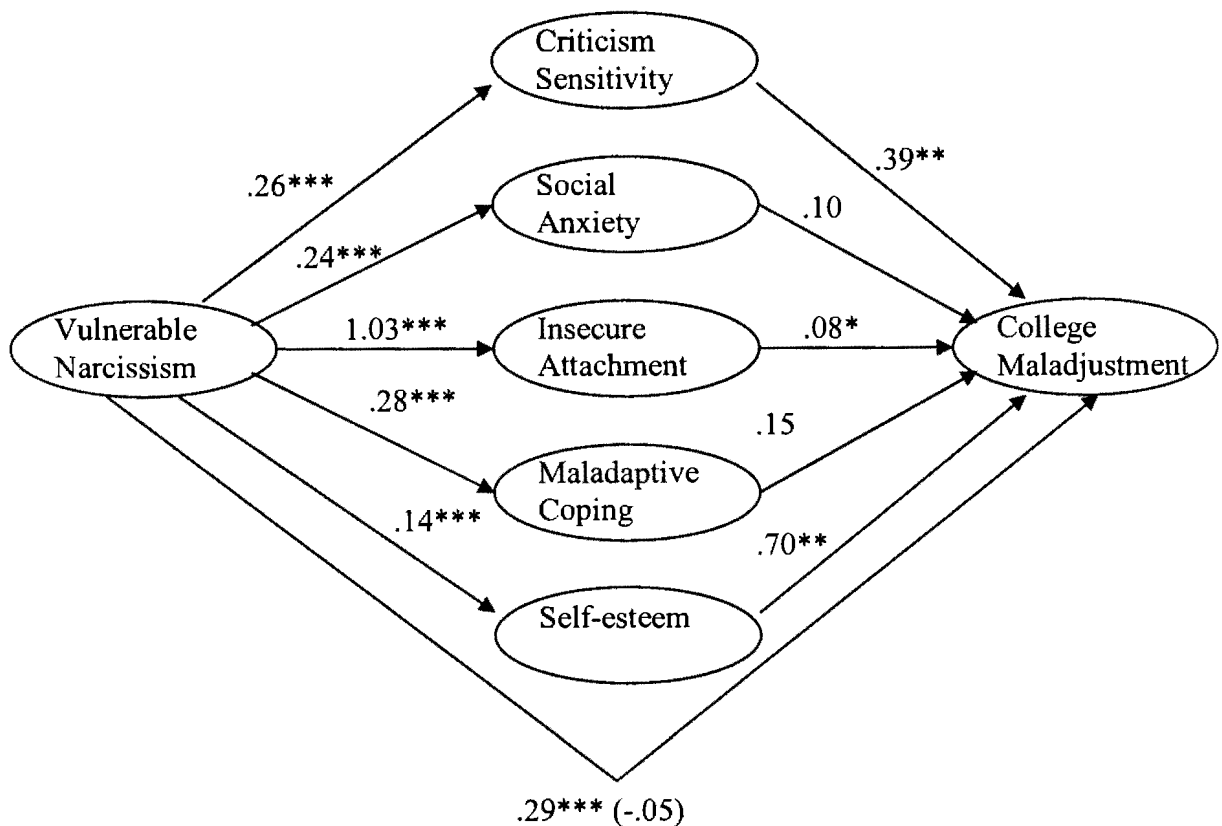 Criticism
Sensitivity
.39**
.26***
Social
Anxiety
.10
.24***
Vulnerable
Narcissism
1.03***
Insecure
Attachment
.08*
College
Maladjustment
.28***
.15
Maladaptive
Coping
.14***
.70**
Self-esteem
.29*** (-.05)